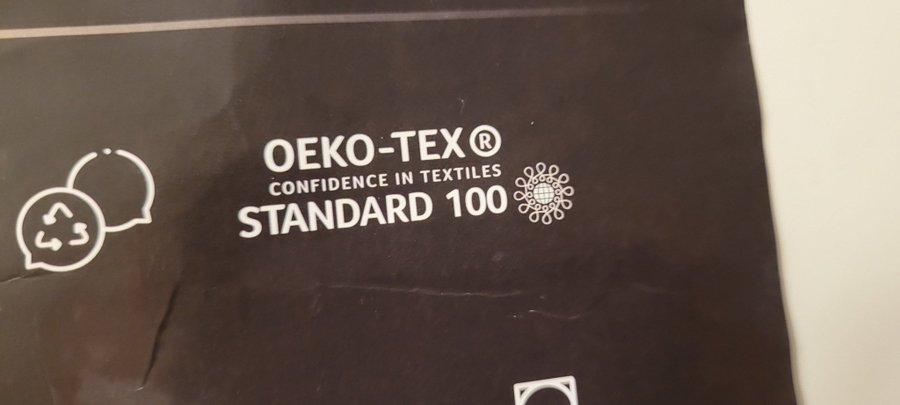 OEKO-TEX®
CONFIDENCE IN TEXTILES
STANDARD 100